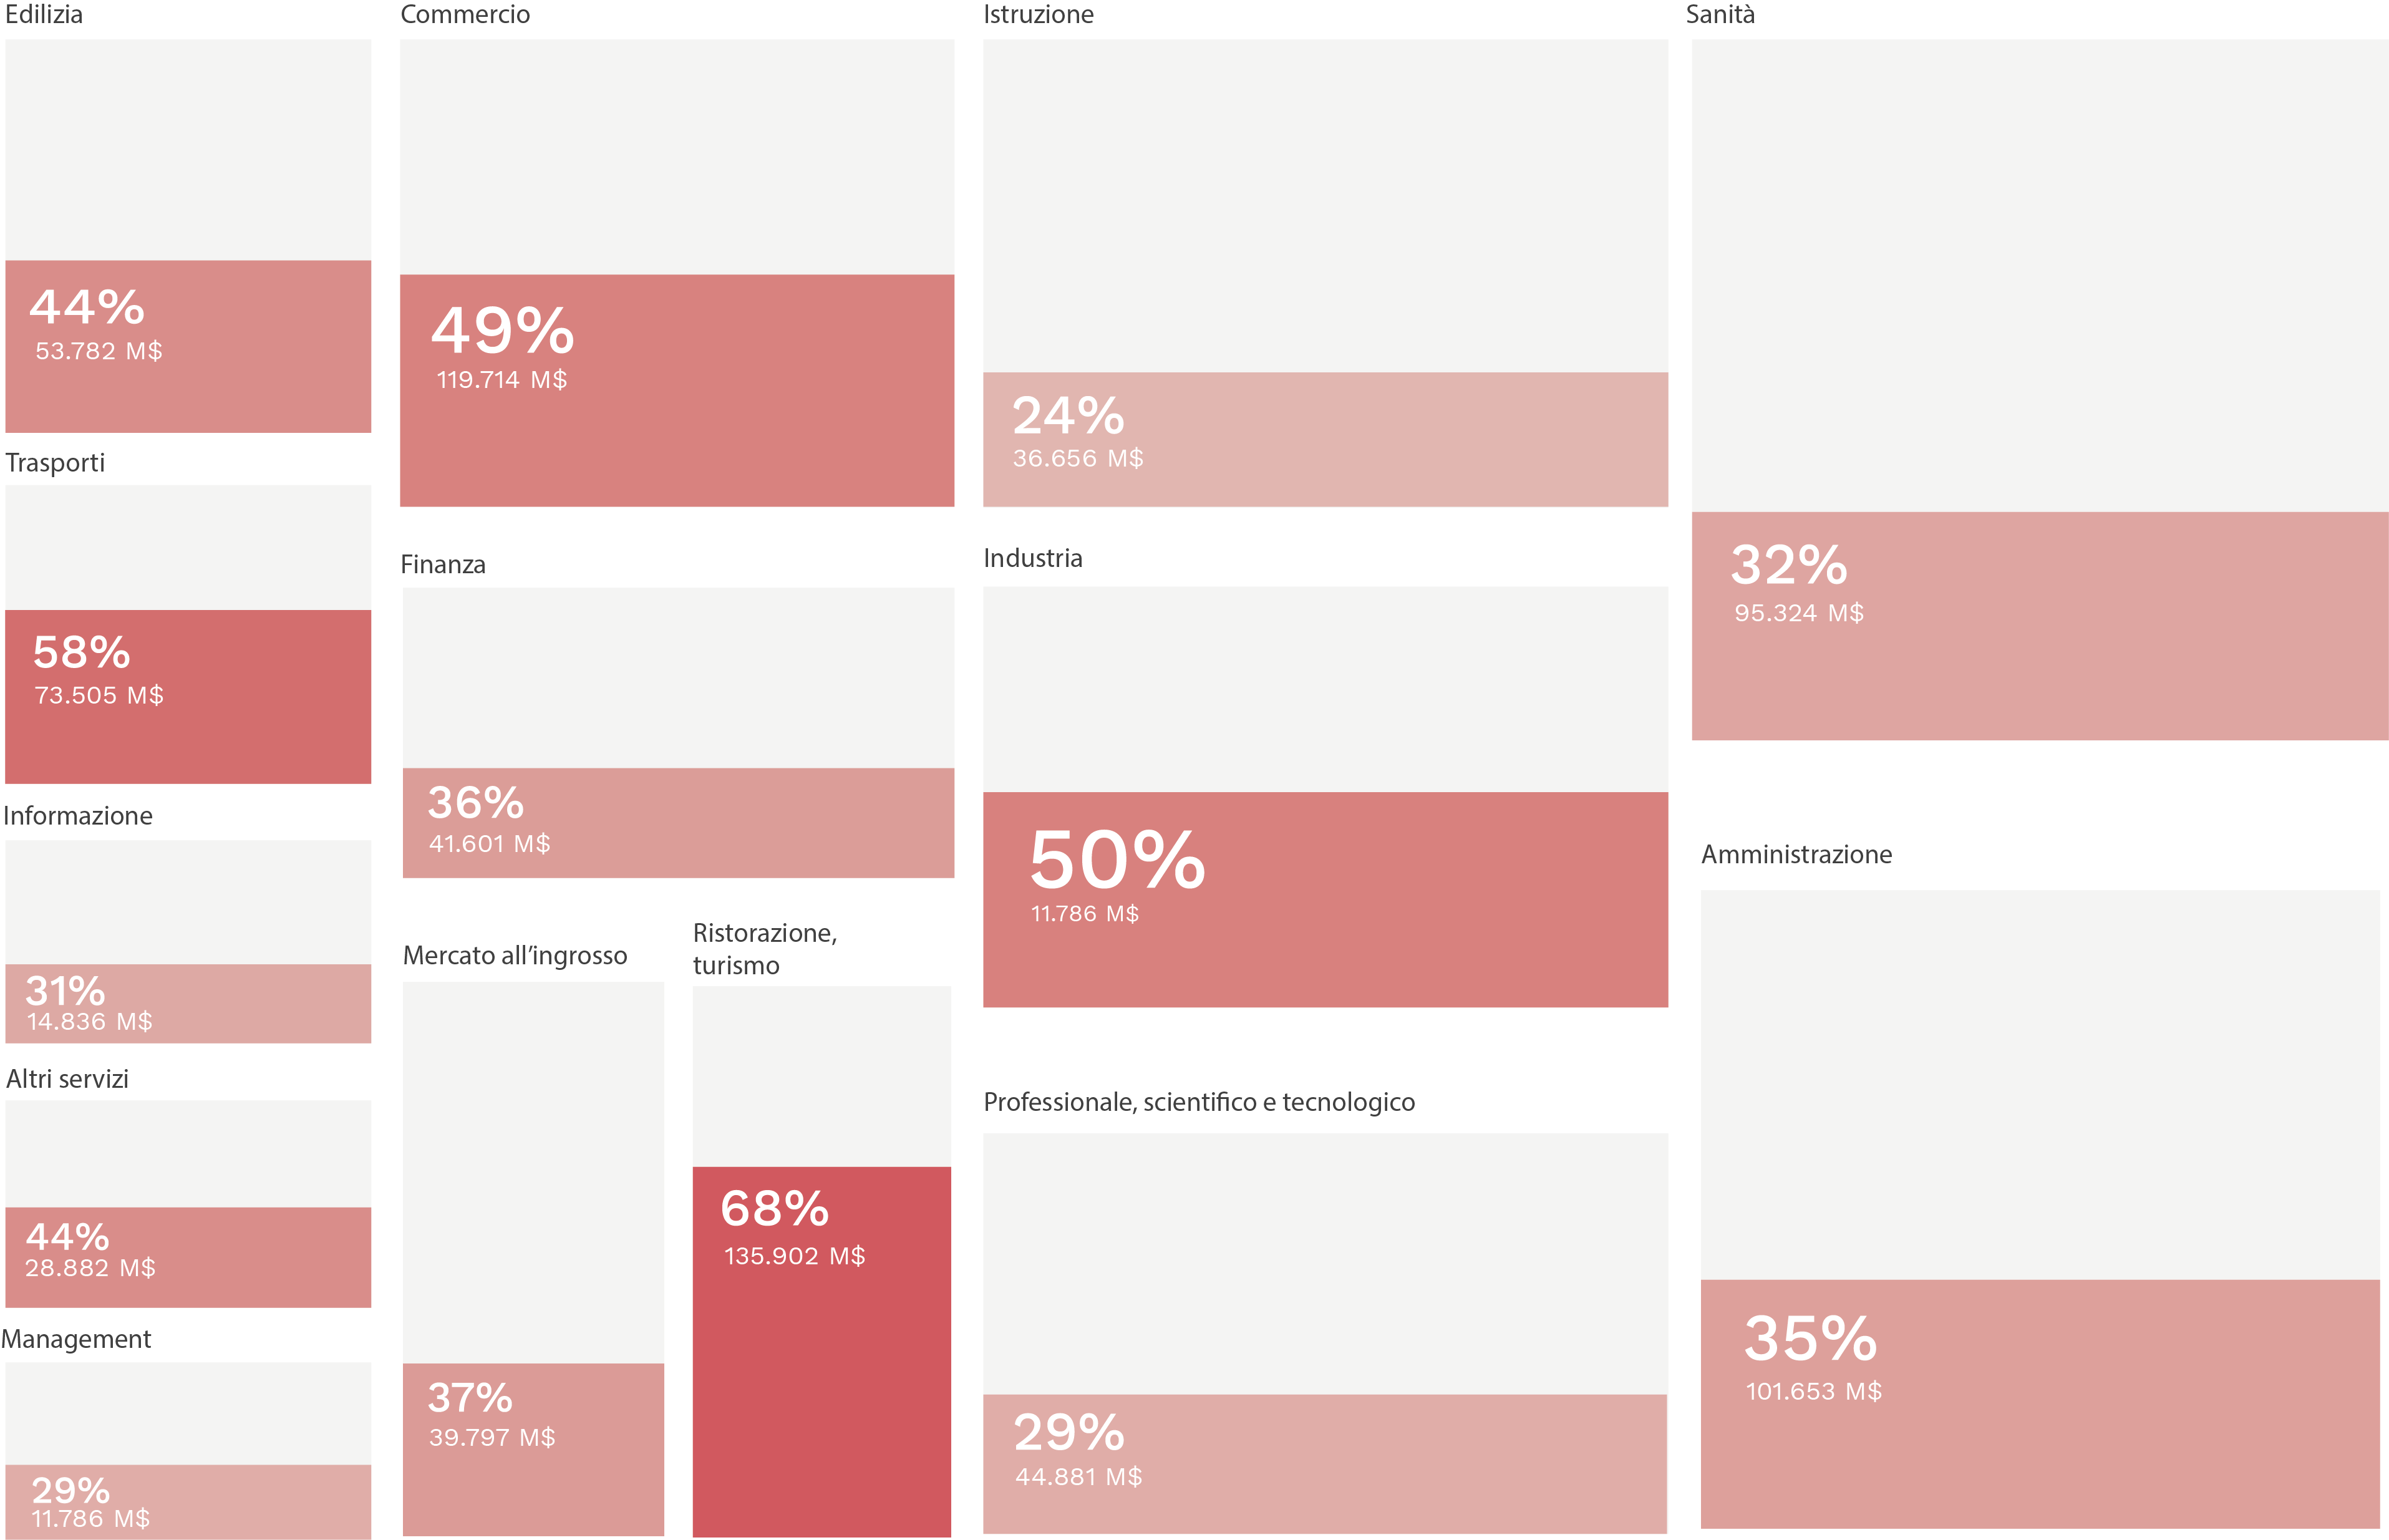 Edilizia
44%
53.782 M$
Trasporti
58%
73.505 M$
Informazione
31%
14.836 M$
Altri servizi
44%
28.882 M$
Management
29%
11.786 M$
Commercio
49%
119.714 M$
Finanza
36%
41.601 M$
Mercato all’ingrosso
37%
39.797 M$
Ristorazione,
turismo
68%
135.902 M$
Istruzione
24%
36.656 M$
Industria
50%
11.786 M$
Professionale, scientifico e tecnologico
29%
44.881 M$
Sanità
32%
95.324 M$
Amministrazione
35%
101.653 M$